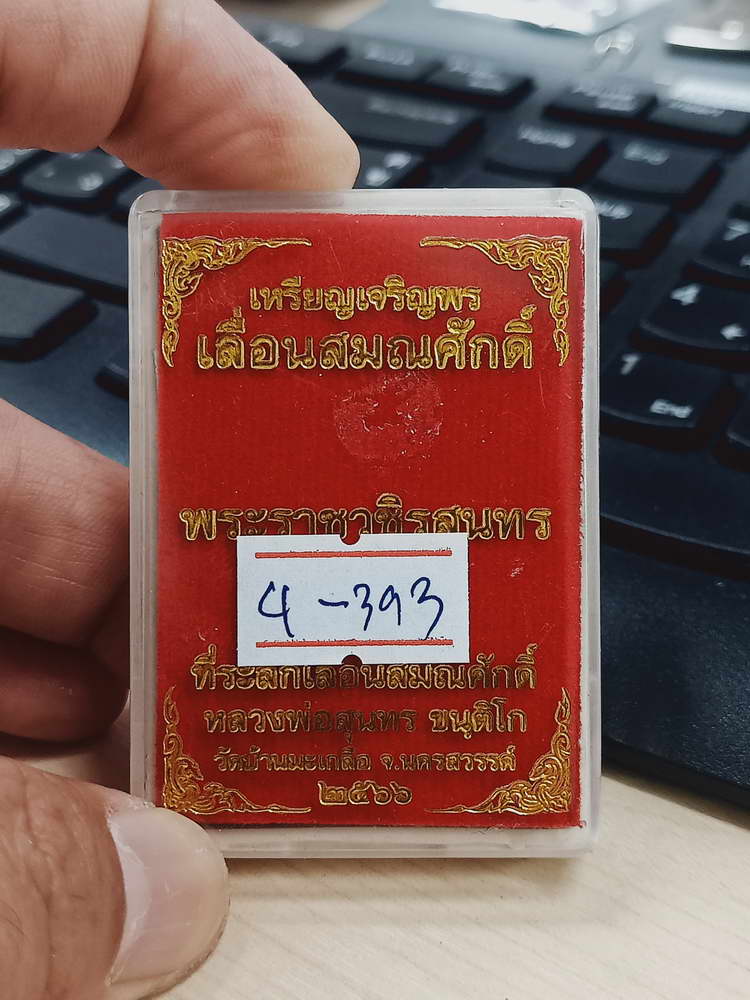 เหรียญเจริญพร
เลื่อนสมณศักดิ์
พระราชวชิรสุนทร
4-393
ที่ระลึกเลื่อนสมณศักดิ์
หลวงพ่อสุนทร ขนฺติโก
วัดบ้านมะเกลือ จ.นครสวรรค์
๒๕๖๖
4
1
End